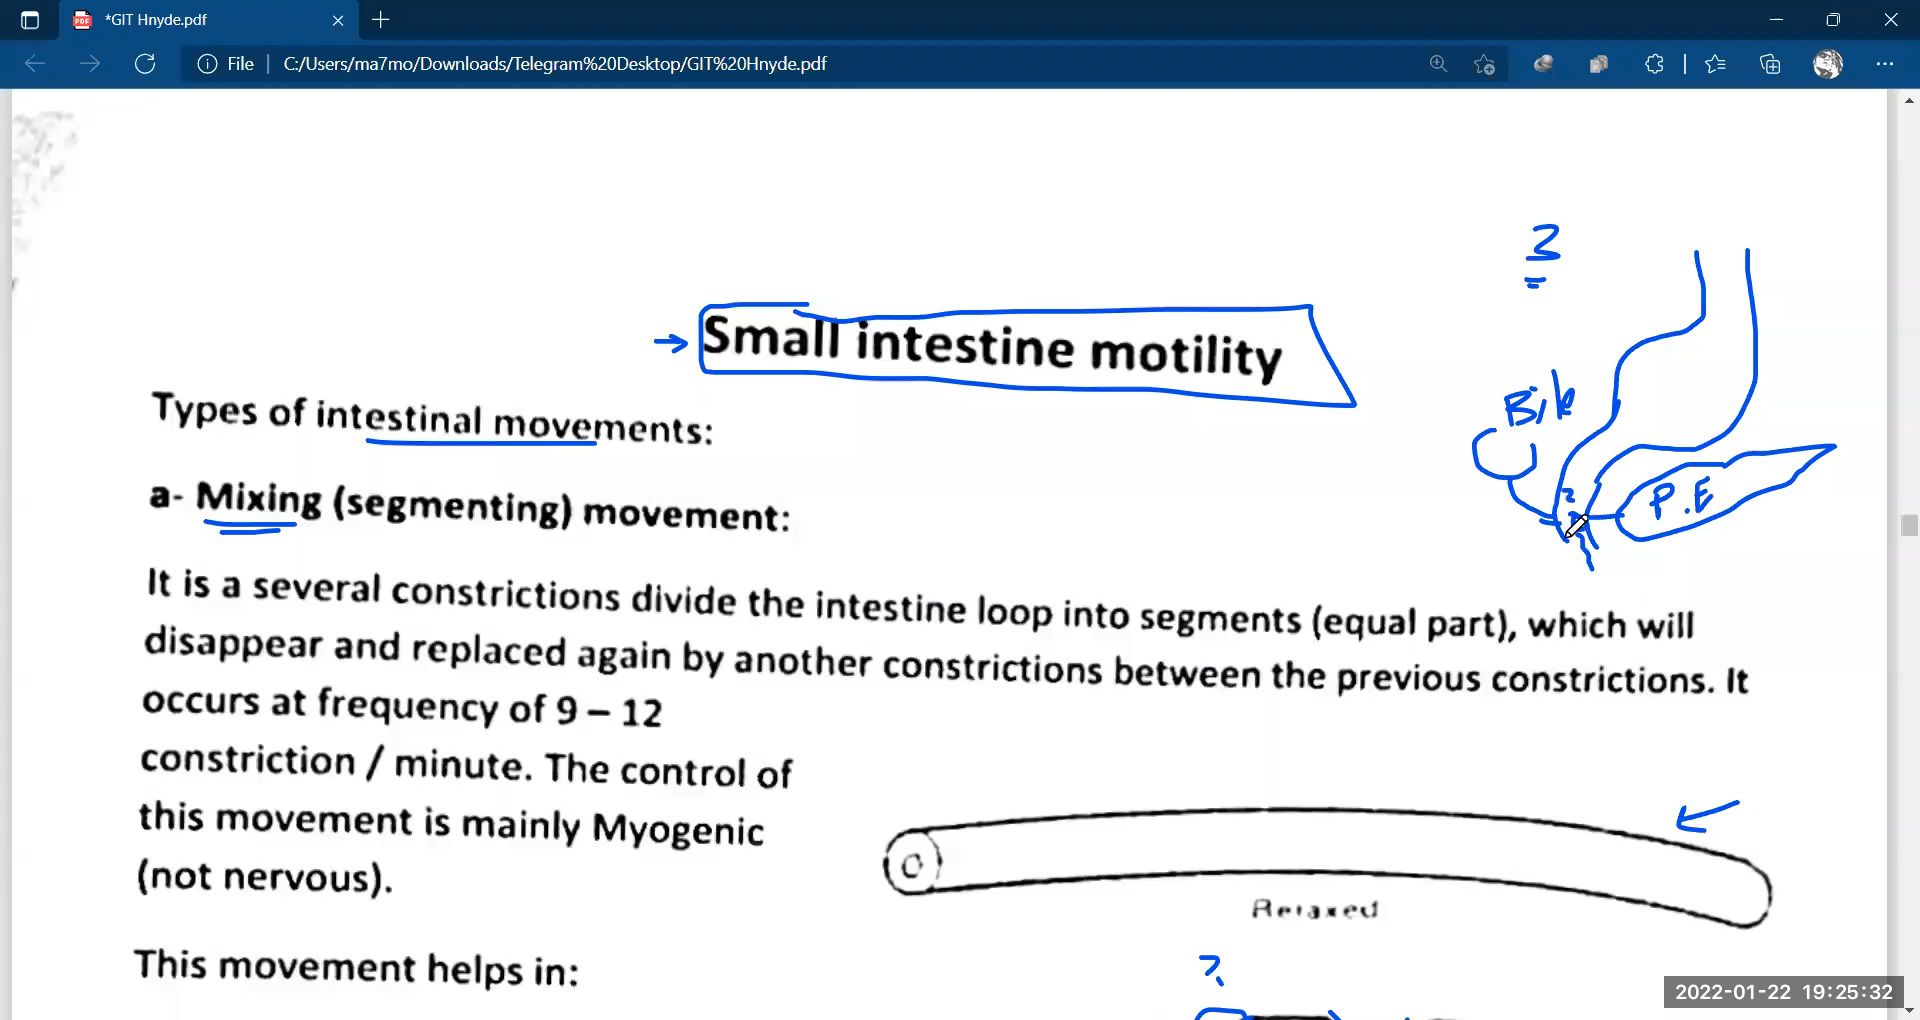 *GIT Hnyde.pdf
File
C:/Users/ma7mo/Downloads/Telegram%20Desktop/GIT%20Hnyde.pdf
3
Small intestine motility
Types of intestinal movements:
Bile
a- Mixing (segmenting) movement:
P.E
It is a several constrictions divide the intestine loop into segments (equal part), which will
disappear and replaced again by another constrictions between the previous constrictions. It
occurs at frequency of 9 – 12
constriction / minute. The control of
this movement is mainly Myogenic
(not nervous).
Relaxed
This movement helps in:
?
2022-01-22 19:25:32